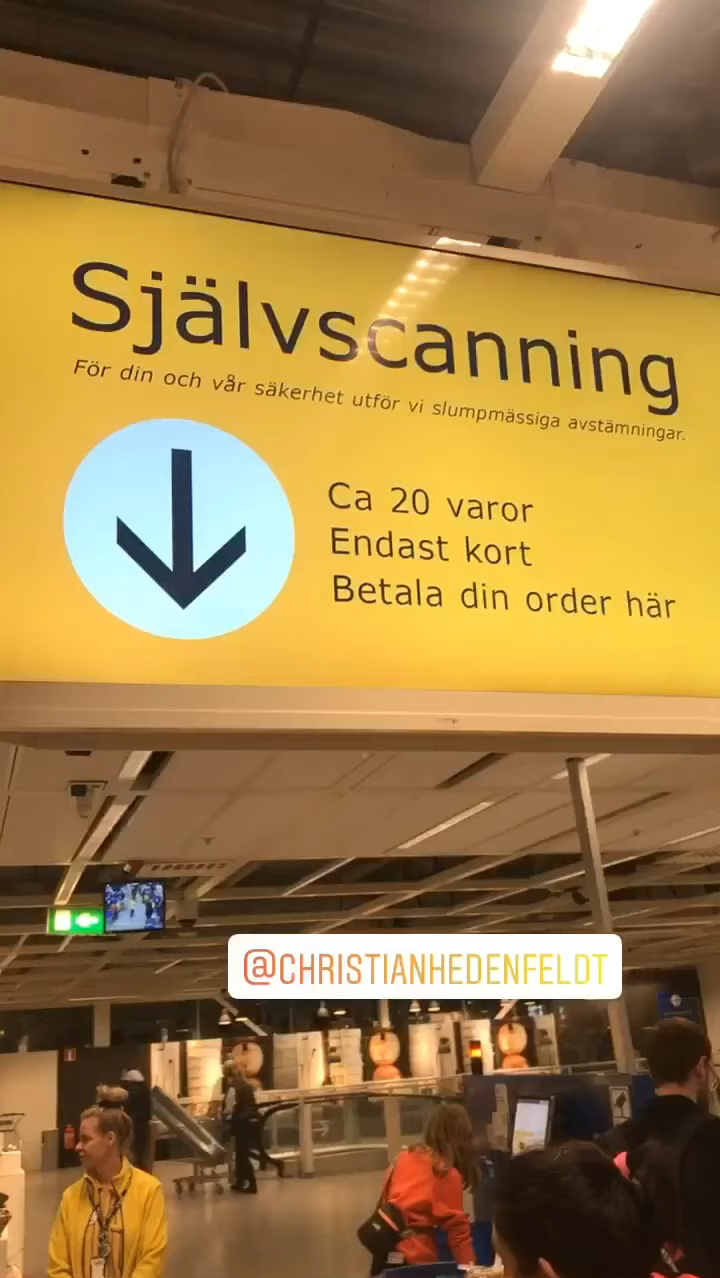 Självscanning
För din och vår säkerhet utför vi slumpmässiga avstämningar.
Ca 20 varor
Endast kort
Betala din order här
@CHRISTIANHEDENFELDT